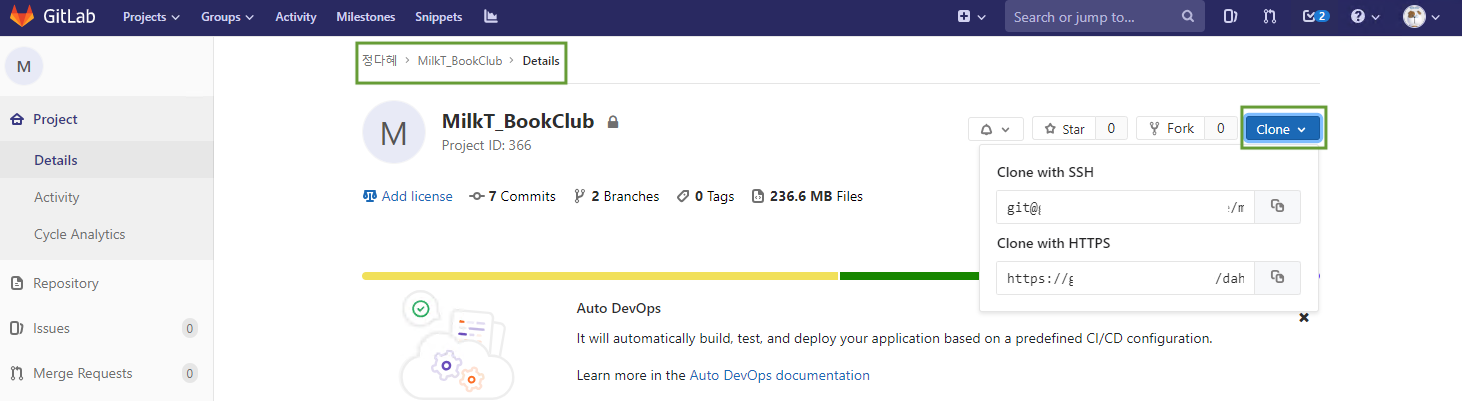 GitLab Projects Groups Activity Milestones Snippets Search or jump to... 2
M 정다혜 > MilkT_BookClub > Details
Project
Details
Activity
Cycle Analytics
Repository
Issues 0
Merge Requests 0
M MilkT_BookClub
Project ID: 366
Star 0 Fork 0 Clone
Add license 7 Commits 2 Branches 0 Tags 236.6 MB Files
Clone with SSH
git@g /m
Clone with HTTPS
https://g /dah
Auto DevOps
It will automatically build, test, and deploy your application based on a predefined CI/CD configuration.
Learn more in the Auto DevOps documentation